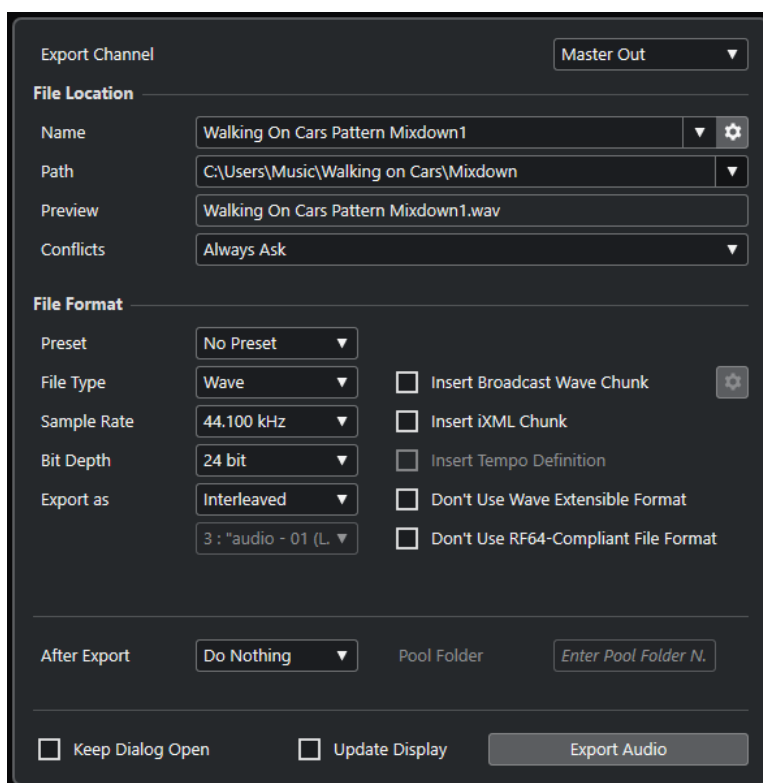 Export Channel Master Out
File Location
Name Walking On Cars Pattern Mixdown1
Path C:\Users\Music\Walking on Cars\Mixdown
Preview Walking On Cars Pattern Mixdown1.wav
Conflicts Always Ask
File Format
Preset No Preset
File Type Wave Insert Broadcast Wave Chunk
Sample Rate 44.100 kHz Insert iXML Chunk
Bit Depth 24 bit Insert Tempo Definition
Export as Interleaved Don't Use Wave Extensible Format
3 : "audio - 01 (L. Don't Use RF64-Compliant File Format
After Export Do Nothing Pool Folder Enter Pool Folder N.
Keep Dialog Open Update Display Export Audio